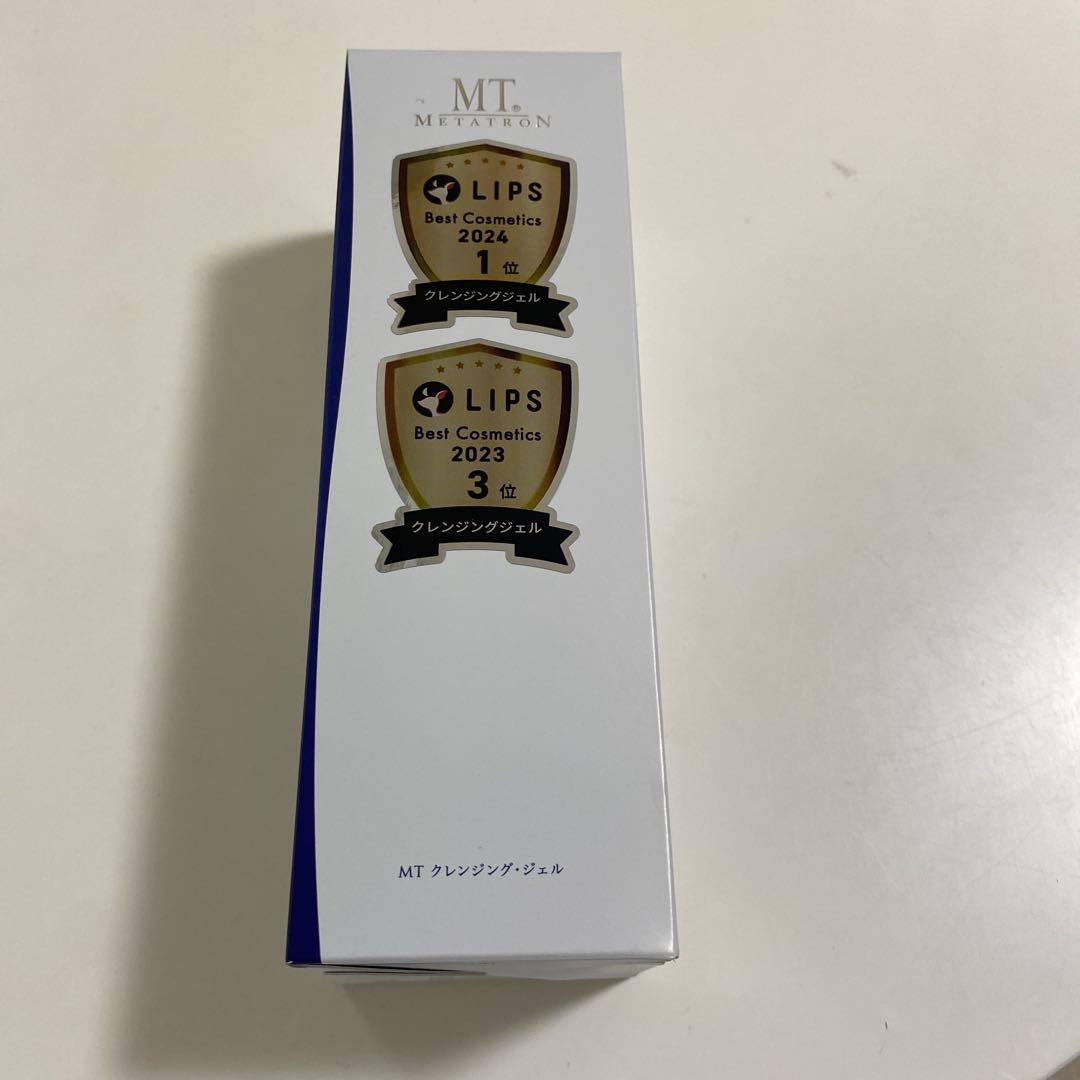 MT®
METATRON
LIPS
Best Cosmetics
2024
1位
クレンジングジェル
LIPS
Best Cosmetics
2023
3位
クレンジングジェル
MT クレンジング・ジェル